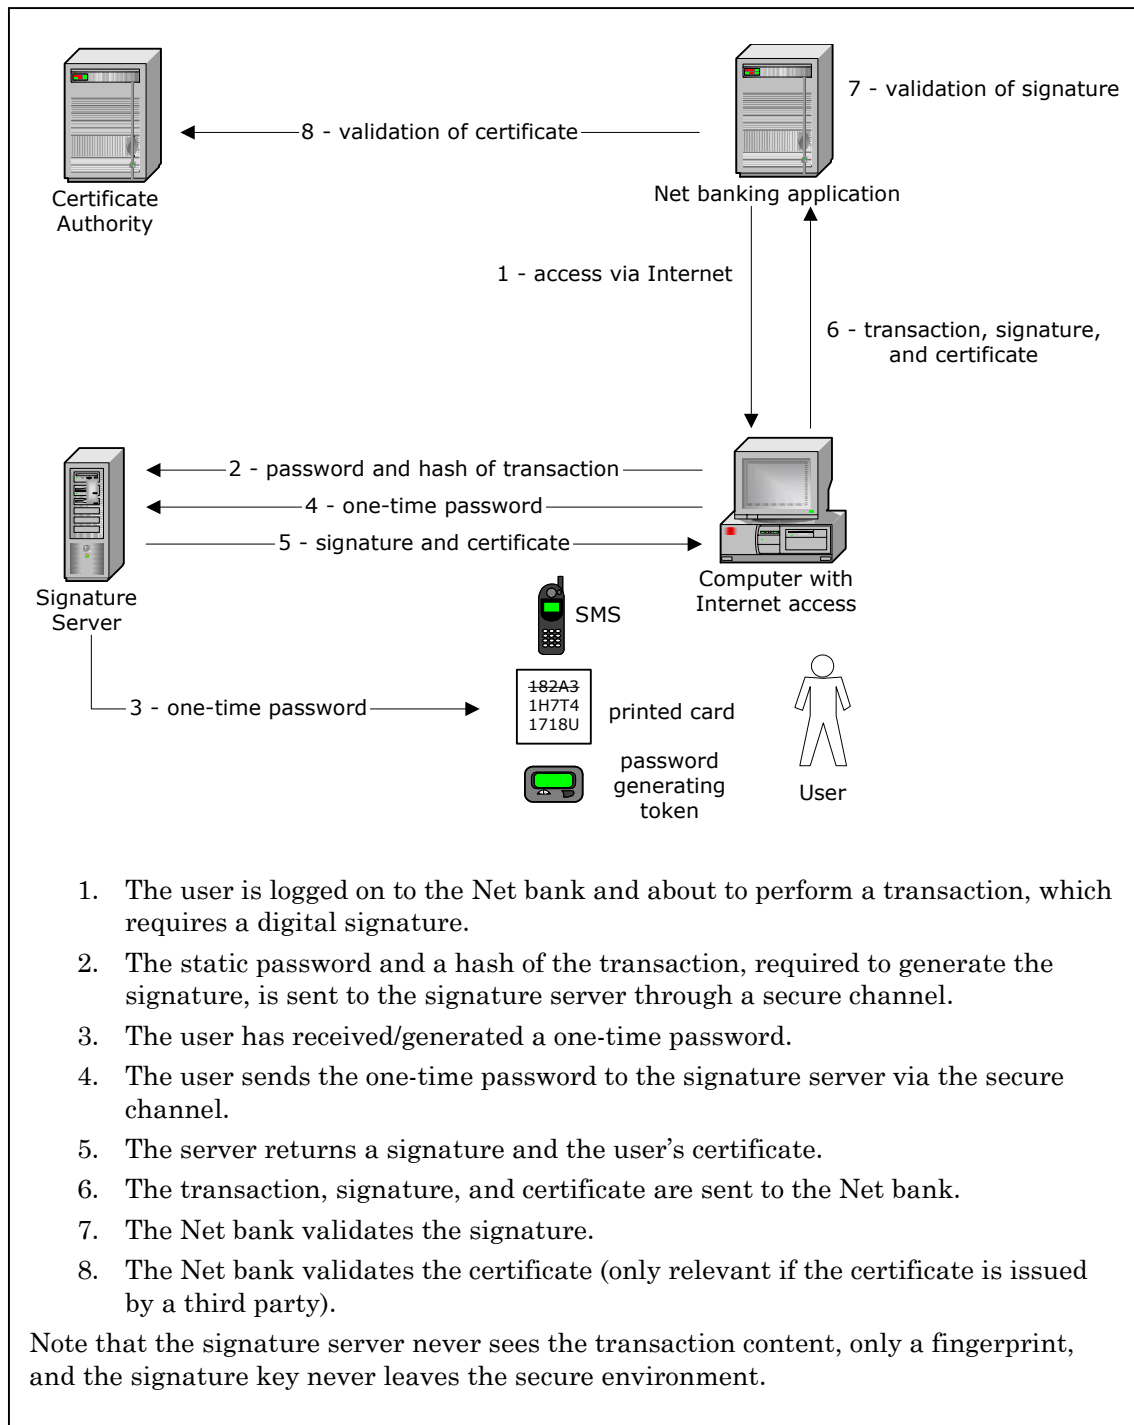 7 - validation of signature
8 - validation of certificate
Certificate
Authority
Net banking application
1 - access via Internet
6 - transaction, signature,
and certificate
2 - password and hash of transaction
4 - one-time password
5 - signature and certificate
Signature
Server
Computer with
Internet access
SMS
3 - one-time password
182A3
1H7T4
1718U
printed card
password
generating
token
User
1. The user is logged on to the Net bank and about to perform a transaction, which
requires a digital signature.
2. The static password and a hash of the transaction, required to generate the
signature, is sent to the signature server through a secure channel.
3. The user has received/generated a one-time password.
4. The user sends the one-time password to the signature server via the secure
channel.
5. The server returns a signature and the user’s certificate.
6. The transaction, signature, and certificate are sent to the Net bank.
7. The Net bank validates the signature.
8. The Net bank validates the certificate (only relevant if the certificate is issued
by a third party).
Note that the signature server never sees the transaction content, only a fingerprint,
and the signature key never leaves the secure environment.